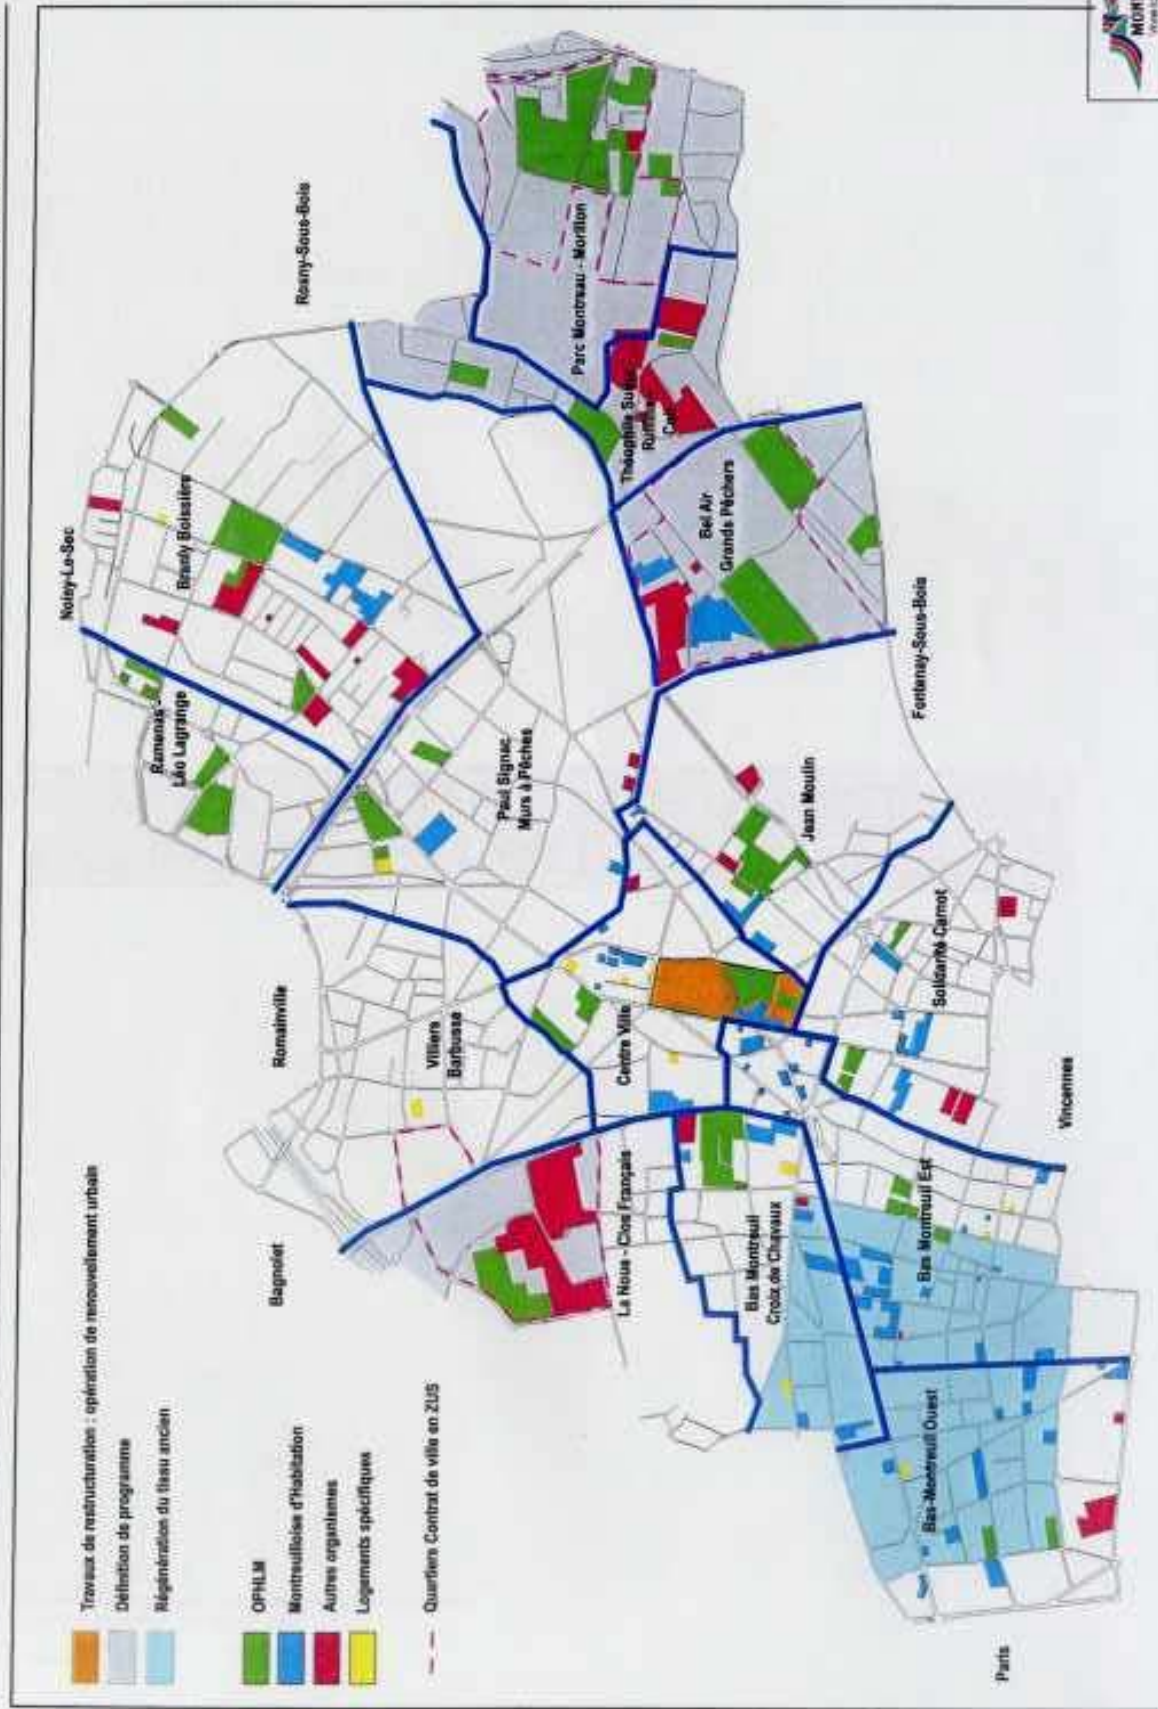 Travaux de restructuration : opération de renouvellement urbain
Définition de programme
Régénération du tissu ancien
OPHLM
Montreuilloise d'Habitation
Autres organismes
Logements spécifiques
Quartiers Contrat de ville en ZUS
Noisy-Le-Sec
Rosny-Sous-Bois
Romainville
Bagnolet
Ramenas
Léo Lagrange
Branly Boissière
Villiers
Barbusse
Paul Signac
Murs à Pêches
Parc Montreau - Morillon
Théophile
Bel Air
Grands Pêchers
La Noue - Clos Français
Centre Ville
Jean Moulin
Bas Montreuil
Croix de Chavaux
Solidarité Carnot
Fontenay-Sous-Bois
Bas Montreuil Est
Bas-Montreuil Ouest
Vincennes
Paris